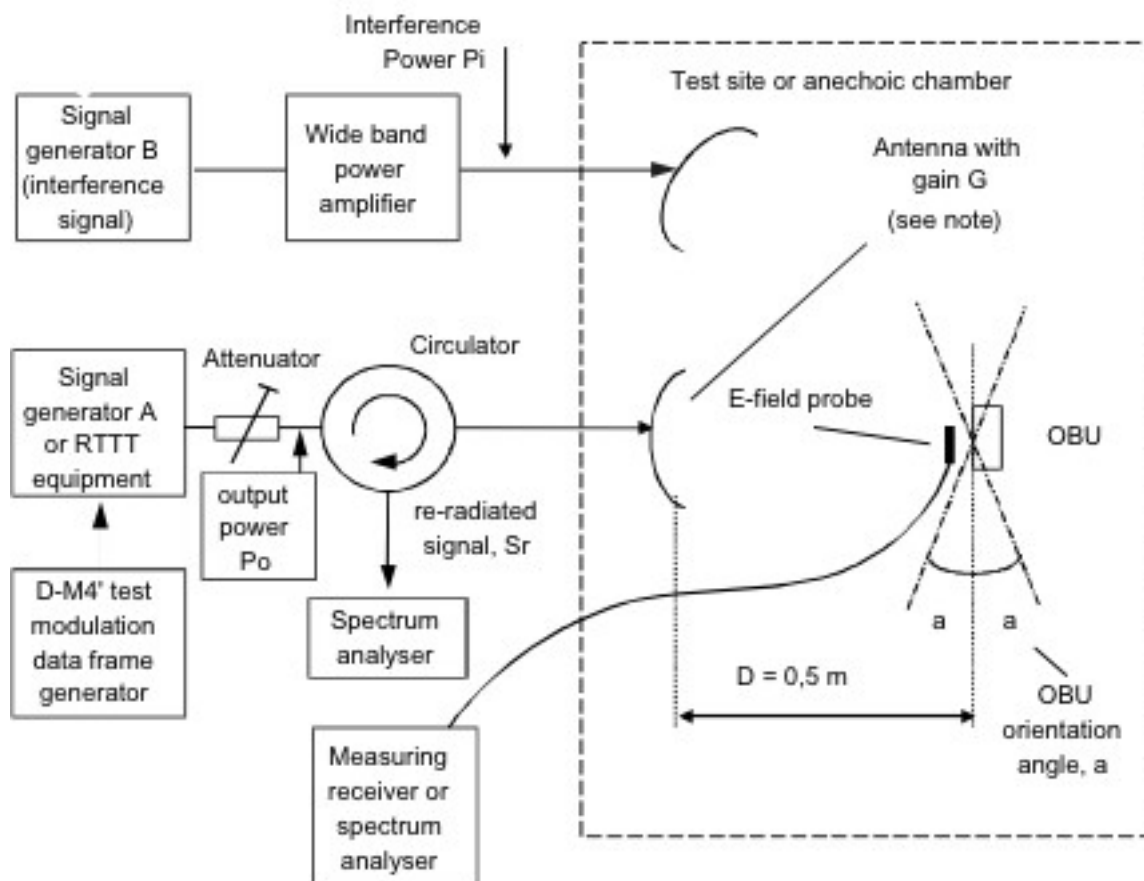 Interference
Power Pi
Test site or anechoic chamber
Signal
generator B
(interference
signal)
Wide band
power
amplifier
Antenna with
gain G
(see note)
Signal
generator A
or RTTT
equipment
Attenuator
Circulator
E-field probe
OBU
output
power
Po
re-radiated
signal, Sr
D-M4' test
modulation
data frame
generator
Spectrum
analyser
a
a
D = 0,5 m
OBU
orientation
angle, a
Measuring
receiver or
spectrum
analyser